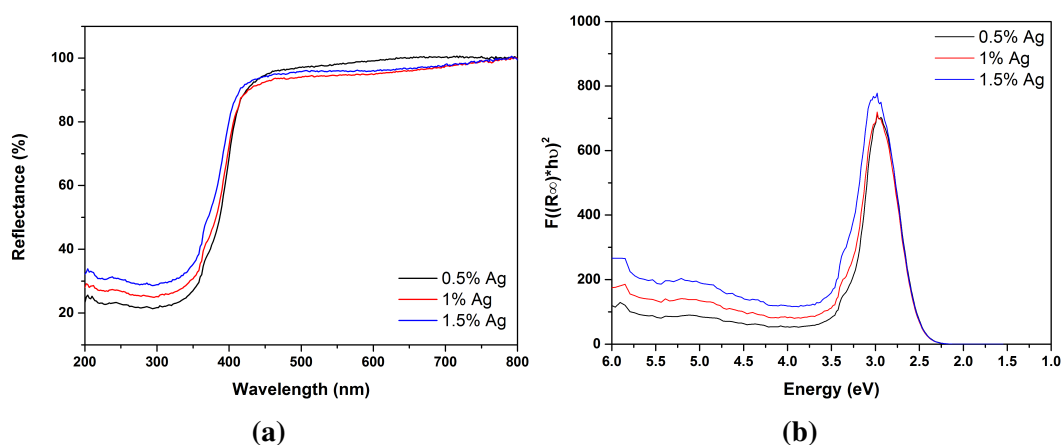 100
80
60
40
20
200
300
400
500
600
700
800
Reflectance (%)
Wavelength (nm)
0.5% Ag
1% Ag
1.5% Ag
(a)
1000
800
600
400
200
0
6.0
5.5
5.0
4.5
4.0
3.5
3.0
2.5
2.0
1.5
1.0
F((R∞)*hυ)²
Energy (eV)
0.5% Ag
1% Ag
1.5% Ag
(b)